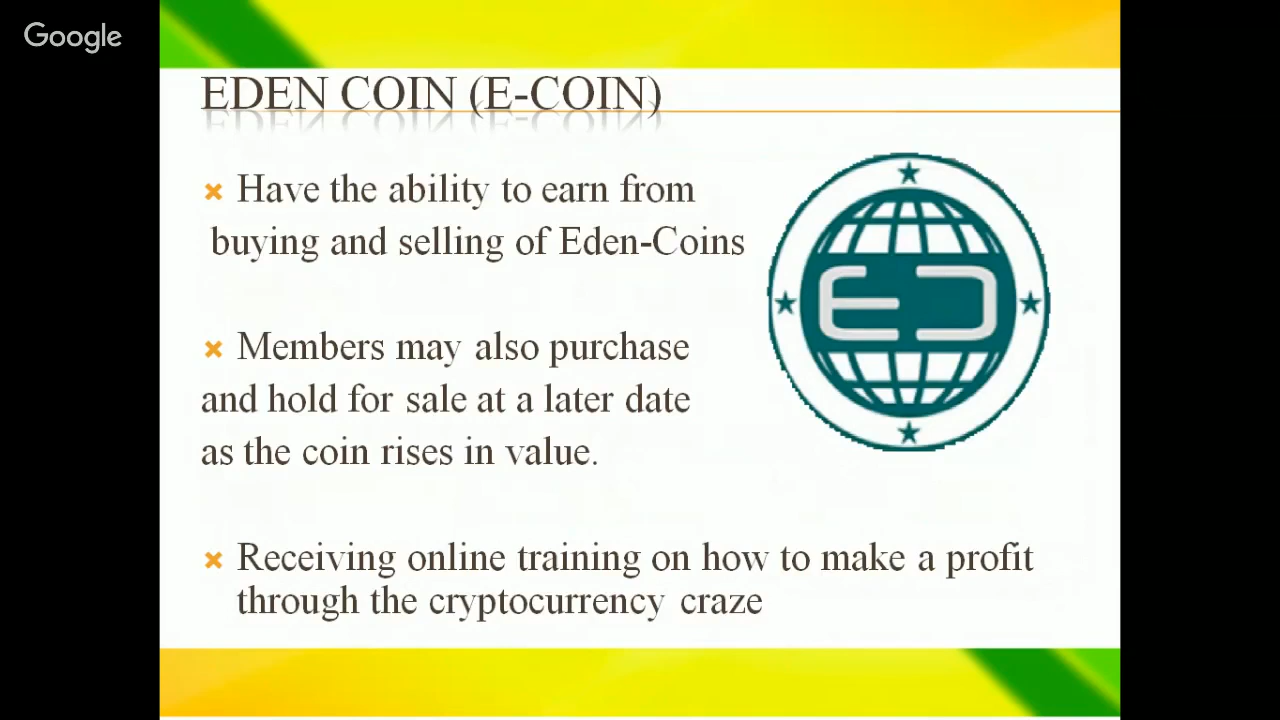 Google
EDEN COIN (E-COIN)
Have the ability to earn from
buying and selling of Eden-Coins
Members may also purchase
and hold for sale at a later date
as the coin rises in value.
Receiving online training on how to make a profit
through the cryptocurrency craze
EC